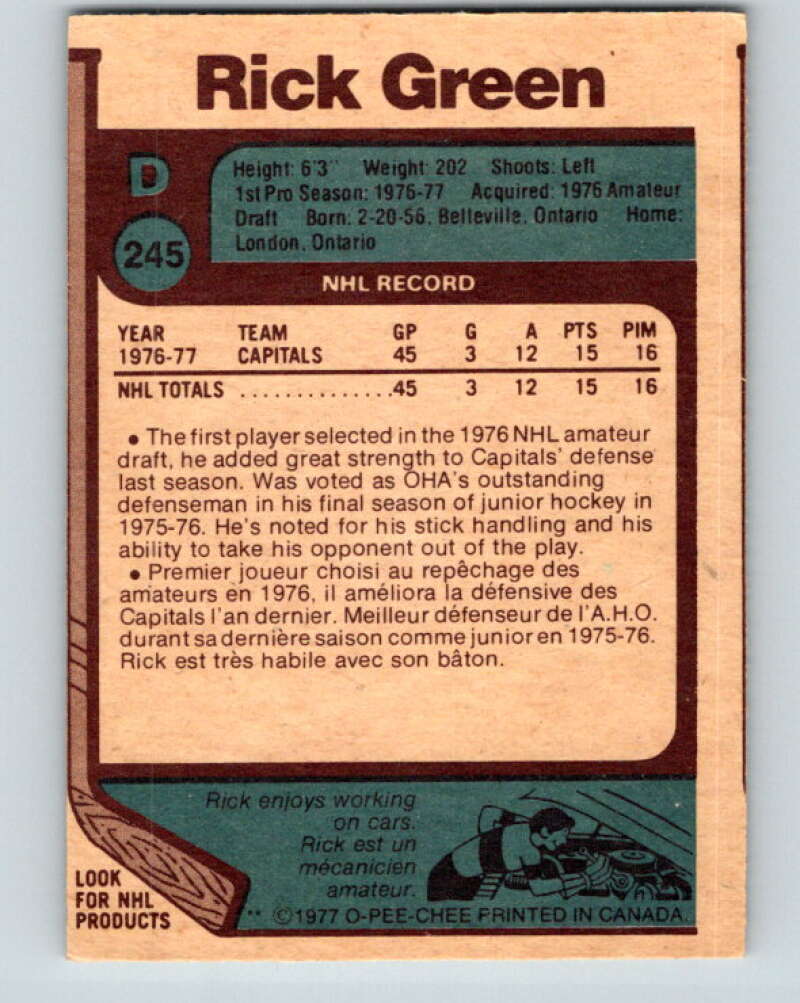 Rick Green
D
245
Height: 6'3" Weight: 202 Shoots: Left
1st Pro Season: 1976-77 Acquired: 1976 Amateur
Draft Born: 2-20-56, Belleville, Ontario Home:
London, Ontario
NHL RECORD
YEAR TEAM GP G A PTS PIM
1976-77 CAPITALS 45 3 12 15 16
NHL TOTALS ..............45 3 12 15 16
• The first player selected in the 1976 NHL amateur
draft, he added great strength to Capitals' defense
last season. Was voted as OHA's outstanding
defenseman in his final season of junior hockey in
1975-76. He's noted for his stick handling and his
ability to take his opponent out of the play.
• Premier joueur choisi au repêchage des
amateurs en 1976, il améliora la défensive des
Capitals l'an dernier. Meilleur défenseur de l'A.H.O.
durant sa dernière saison comme junior en 1975-76.
Rick est très habile avec son bâton.
Rick enjoys working
on cars.
Rick est un
mécanicien
amateur.
LOOK
FOR NHL
PRODUCTS
** ©1977 O-PEE-CHEE PRINTED IN CANADA.